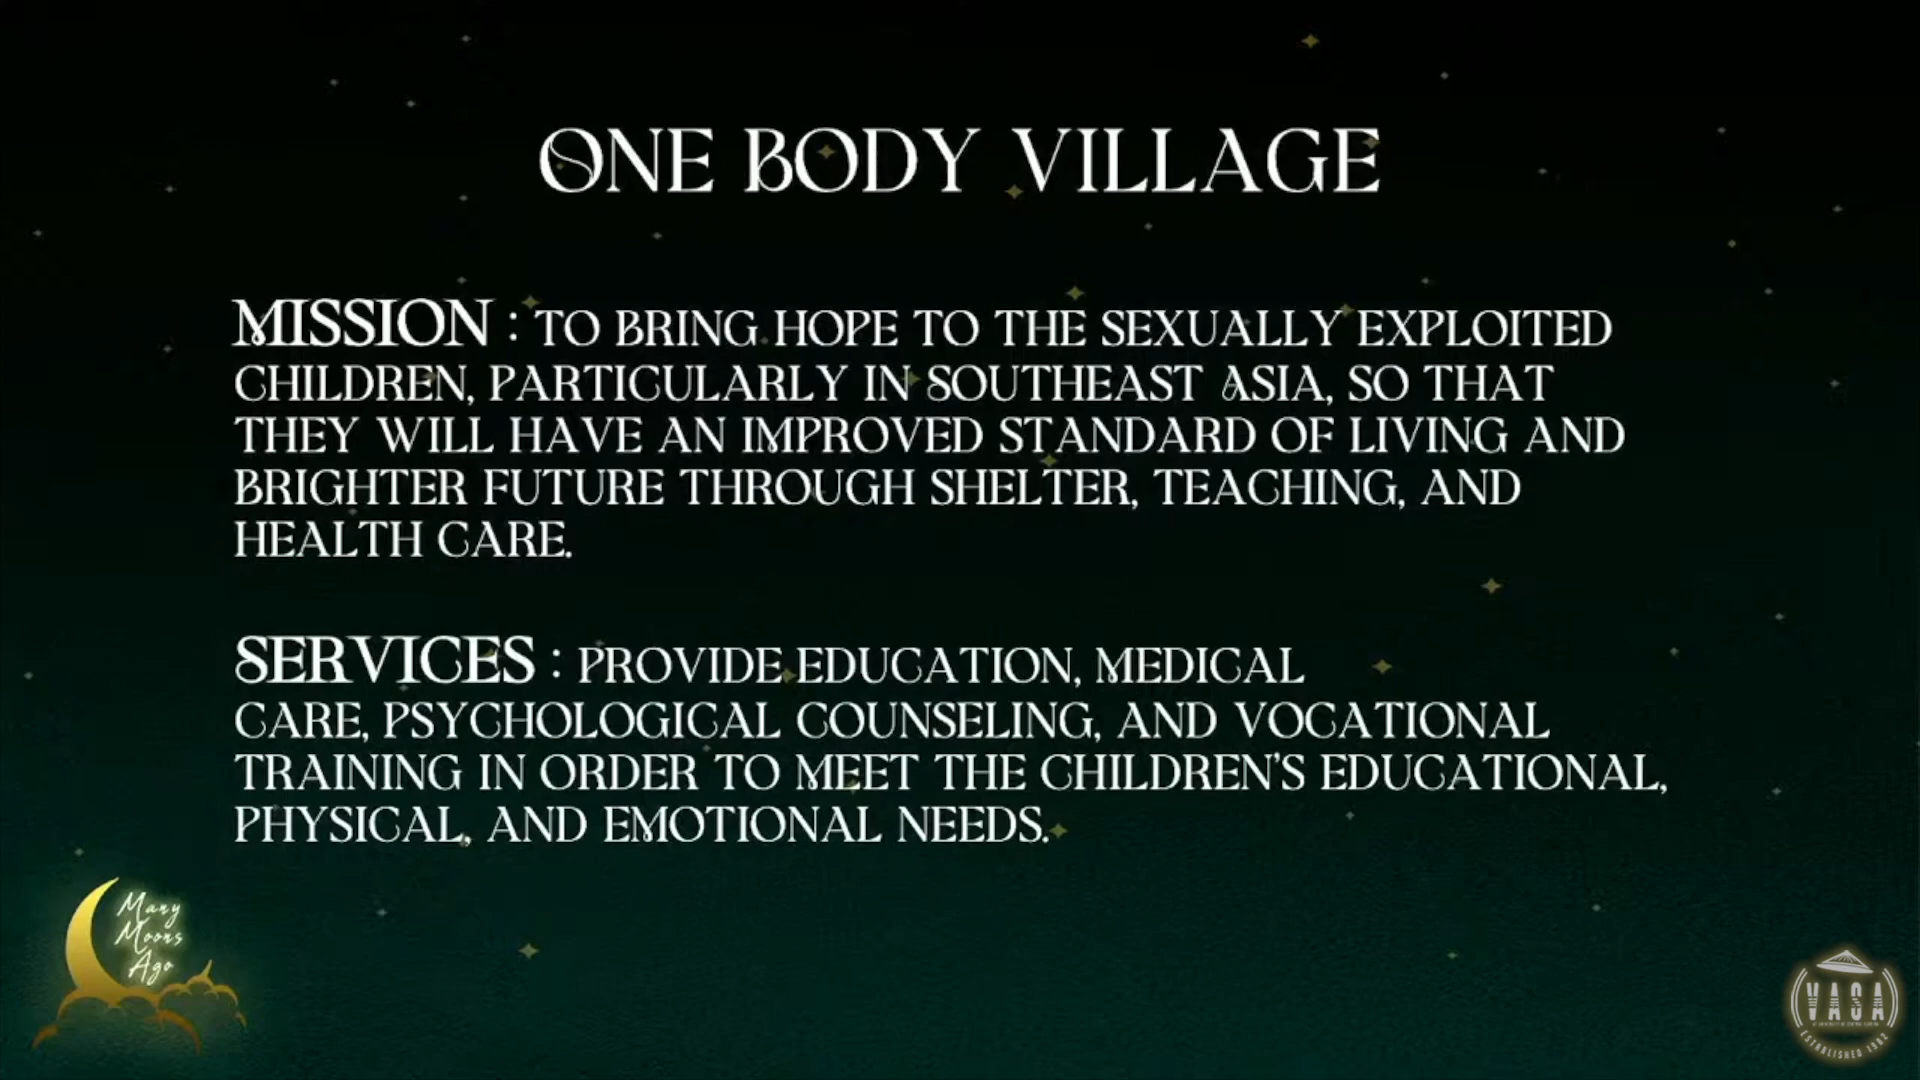 ONE BODY VILLAGE
MISSION : TO BRING HOPE TO THE SEXUALLY EXPLOITED
CHILDREN, PARTICULARLY IN SOUTHEAST ASIA, SO THAT
THEY WILL HAVE AN IMPROVED STANDARD OF LIVING AND
BRIGHTER FUTURE THROUGH SHELTER, TEACHING, AND
HEALTH CARE.
SERVICES : PROVIDE EDUCATION, MEDICAL
CARE, PSYCHOLOGICAL COUNSELING, AND VOCATIONAL
TRAINING IN ORDER TO MEET THE CHILDREN'S EDUCATIONAL,
PHYSICAL, AND EMOTIONAL NEEDS.
Many
Moons
Ago
VASA
ESTABLISHED 1982